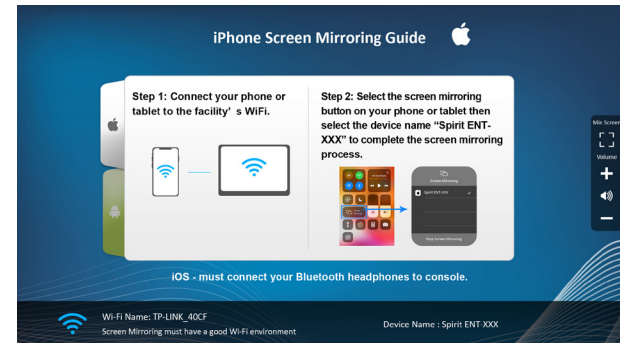 iPhone Screen Mirroring Guide
Step 1: Connect your phone or
tablet to the facility' s WiFi.
Step 2: Select the screen mirroring
button on your phone or tablet then
select the device name “Spirit ENT-
XXX” to complete the screen mirroring
process.
Screen Mirroring
Spirit ENT-XXX
Stop Screen Mirroring
Min Screen
Volume
iOS - must connect your Bluetooth headphones to console.
Wi-Fi Name: TP-LINK_40CF
Screen Mirroring must have a good Wi-Fi environment
Device Name : Spirit ENT-XXX